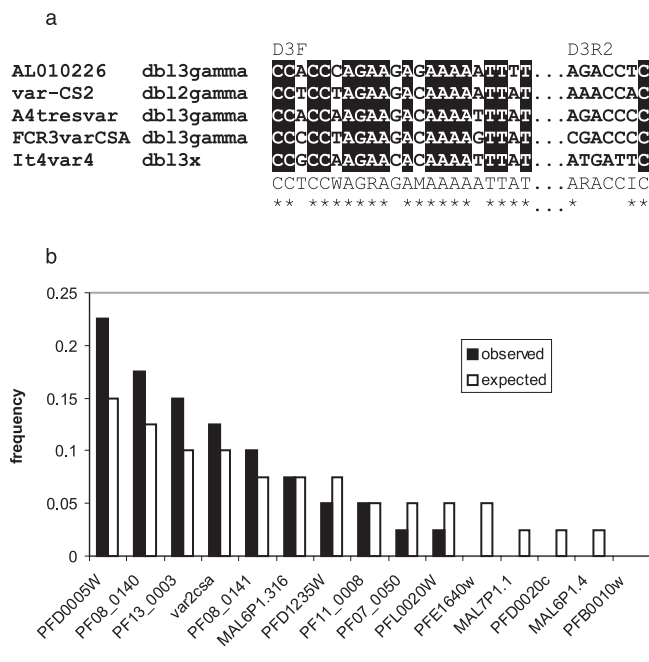 a
D3F D3R2
AL010226 dbl3gamma CCACCCAGAAGAGAAAAATTTT...AGACCTC
var-CS2 dbl2gamma CCTCCTAGAAGACAAAAATTAT...AAACCAC
A4tresvar dbl3gamma CCACCAAGAAGACAAAAATTAT...AGACCCC
FCR3varCSA dbl3gamma CCCCCTAGAAGACAAAAGTTAT...CGACCCC
It4var4 dbl3x CCGCCAAGAACACAAAATTTAT...ATGATTC
CCTCCWAGRAGAMAAAAATTAT...ARACCIC
** ******* ****** ****...* **
b
0.25
0.2
0.15
0.1
0.05
0
frequency
observed
expected
PFD0005W
PF08_0140
PF13_0003
var2csa
PF08_0141
MAL6P1.316
PFD1235W
PF11_0008
PF07_0050
PFL0020W
PFE1640w
MAL7P1.1
PFD0020c
MAL6P1.4
PFB0010w